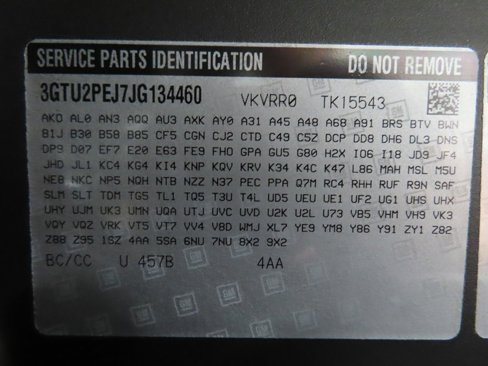 SERVICE PARTS IDENTIFICATION DO NOT REMOVE
3GTU2PEJ7JG134460 VKVRR0 TK15543
AKD AL0 AN3 AQQ AU3 AXK AY0 A31 A45 A48 A68 A91 BRS BTV BWN
B1J B30 B58 B85 CF5 CGN CJ2 CTD C49 C5Z DCP DD8 DH6 DL3 DNS
DP9 D07 EF7 E20 E63 FE9 FHO GPA GU5 G80 H2X IO6 I18 JD9 JF4
JHD JL1 KC4 KG4 KI4 KNP KQV KRV K34 K4C K47 L86 MAH MSL M5U
NE8 NKC NP5 NQH NTB NZZ N37 PEC PPA Q7M RC4 RHH RUF R9N SAF
SLM SLT TDM TG5 TL1 TQ5 T3U T4L UD5 UEU UE1 UF2 UG1 UHS UHX
UHY UJM UK3 UMN UQA UTJ UVC UVD U2K U2L U73 VB5 VHM VH9 VK3
VQY VQZ VRK VT5 VT7 VV4 V8D WMJ XL7 YE9 YM8 Y86 Y91 ZY1 Z82
Z88 Z95 1SZ 4AA 5SA 6NU 7NU 8X2 9X2
BC/CC U 457B 4AA